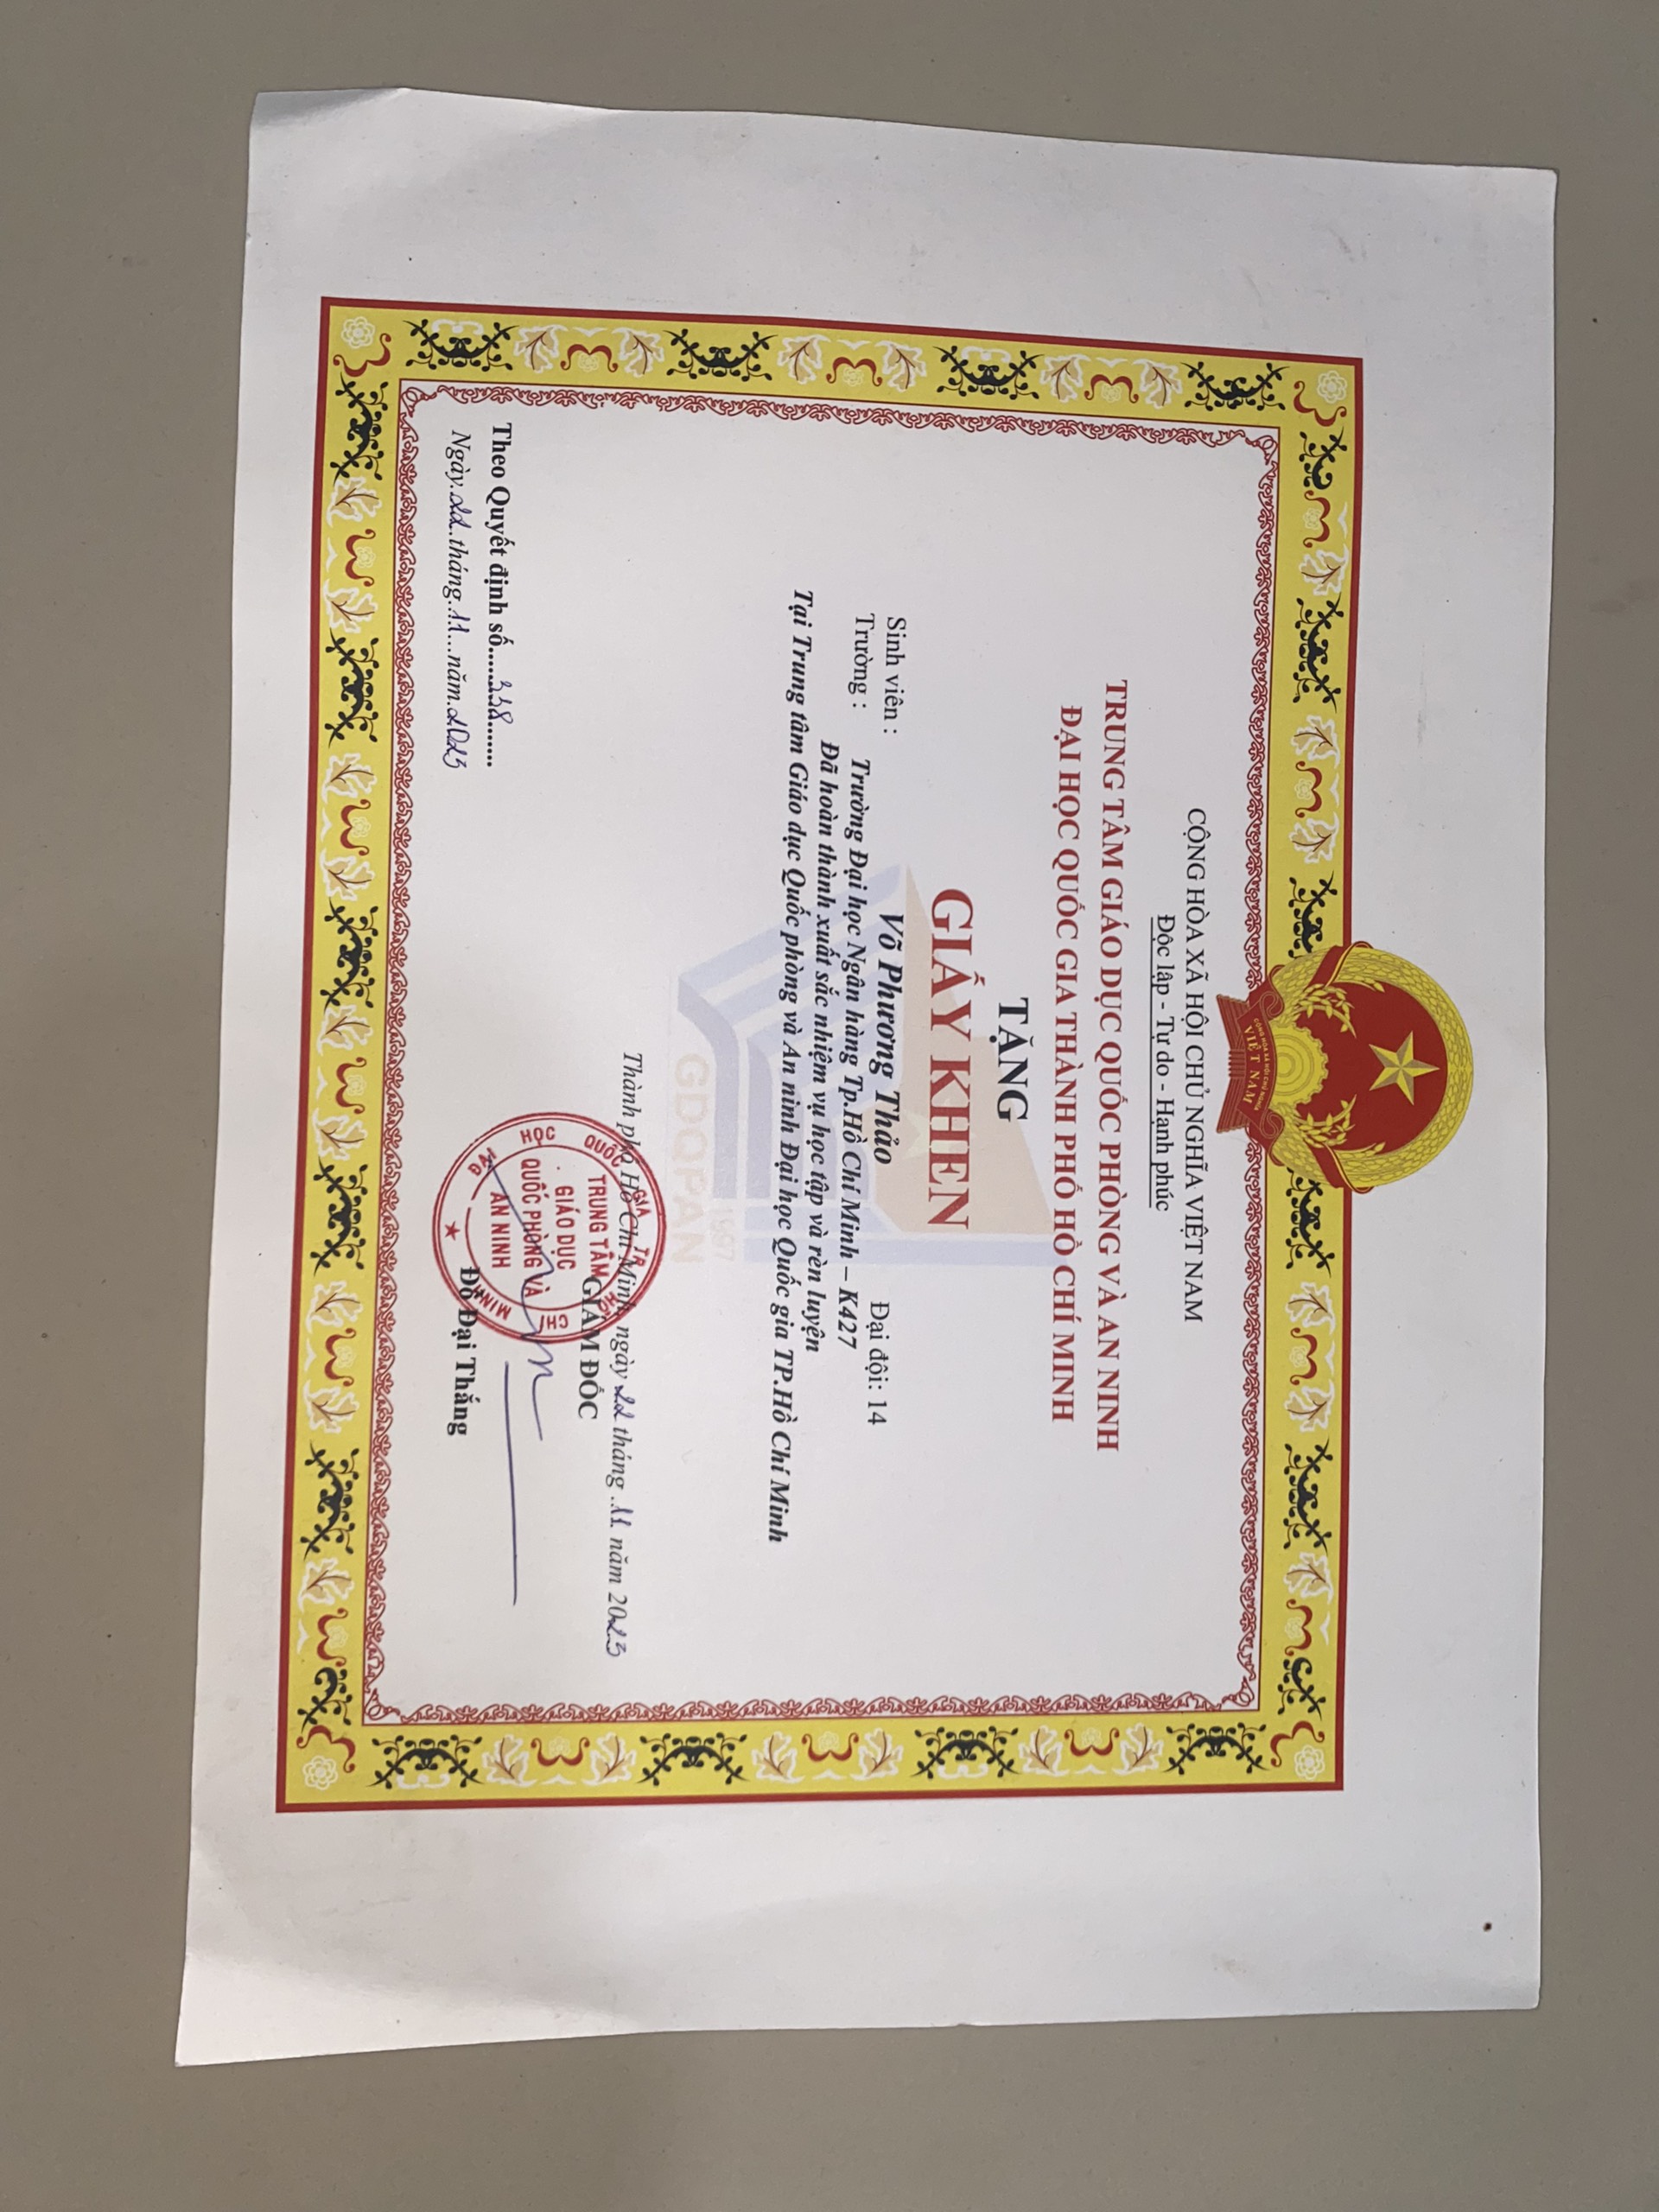 CỘNG HÒA XÃ HỘI CHỦ NGHĨA
VIỆT NAM
CỘNG HÒA XÃ HỘI CHỦ NGHĨA VIỆT NAM
Độc lập - Tự do - Hạnh phúc
TRUNG TÂM GIÁO DỤC QUỐC PHÒNG VÀ AN NINH
ĐẠI HỌC QUỐC GIA THÀNH PHỐ HỒ CHÍ MINH
TẶNG
GIẤY KHEN
Sinh viên : Võ Phương Thảo Đại đội: 14
Trường : Trường Đại học Ngân hàng Tp.Hồ Chí Minh – K427
Đã hoàn thành xuất sắc nhiệm vụ học tập và rèn luyện
Tại Trung tâm Giáo dục Quốc phòng và An ninh Đại học Quốc gia TP.Hồ Chí Minh
1997
GDQPAN
Thành phố Hồ Chí Minh, ngày 22 tháng 11 năm 2023
GIÁM ĐỐC
ĐẠI HỌC QUỐC GIA TP. HỒ CHÍ MINH
TRUNG TÂM
GIÁO DỤC
QUỐC PHÒNG VÀ
AN NINH
Đỗ Đại Thắng
Theo Quyết định số......338.......
Ngày..22..tháng..11...năm.2023